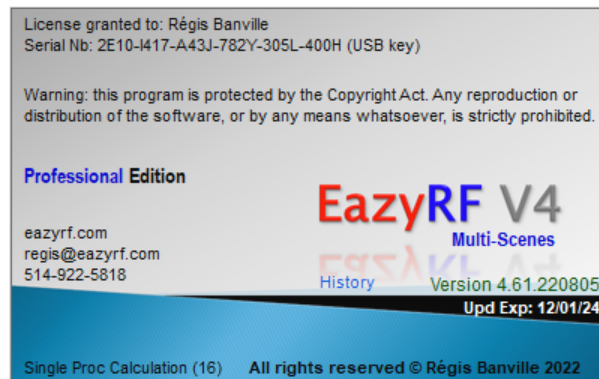 License granted to: Régis Banville
Serial Nb: 2E10-I417-A43J-782Y-305L-400H (USB key)
Warning: this program is protected by the Copyright Act. Any reproduction or
distribution of the software, or by any means whatsoever, is strictly prohibited.
Professional Edition
EazyRF V4
Multi-Scenes
eazyrf.com
regis@eazyrf.com
514-922-5818
History
Version 4.61.220805
Upd Exp: 12/01/24
Single Proc Calculation (16)
All rights reserved © Régis Banville 2022